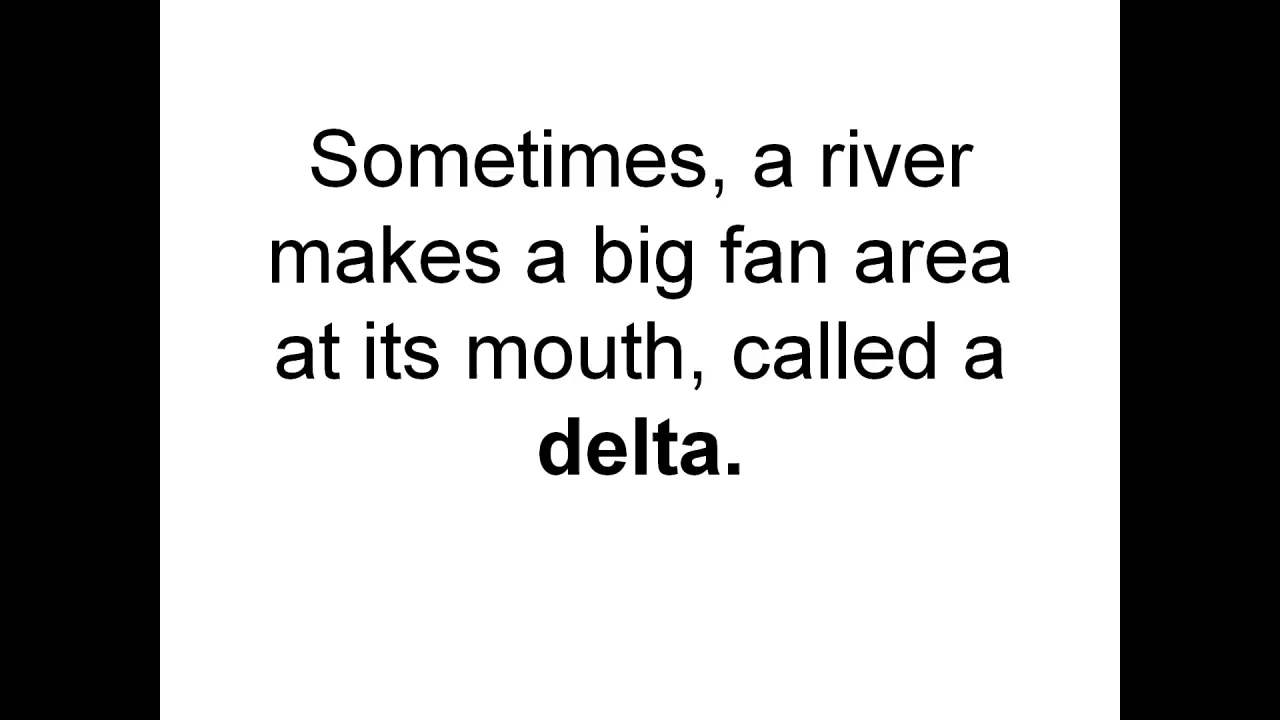 Sometimes, a river
makes a big fan area
at its mouth, called a
delta.